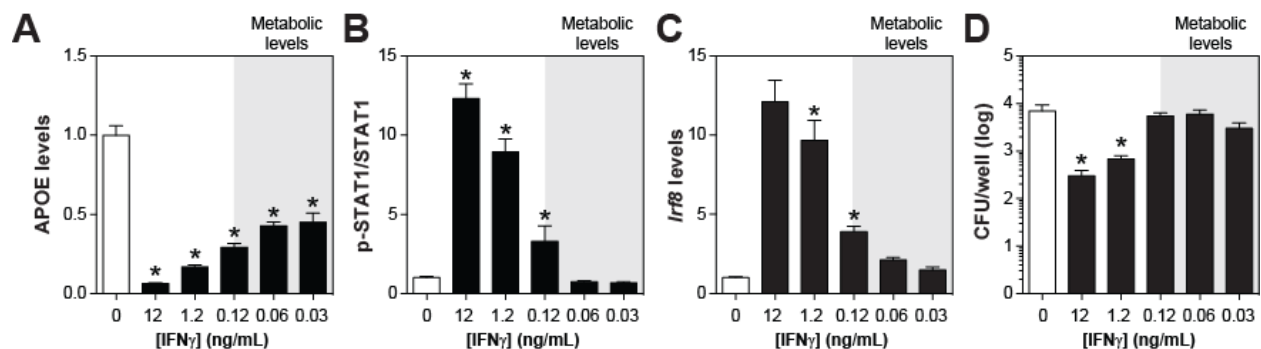 A
Metabolic
levels
APOE levels
1.5
1.0
0.5
0.0
*
*
*
*
*
0
12
1.2
0.12
0.06
0.03
[IFNγ] (ng/mL)
B
Metabolic
levels
p-STAT1/STAT1
15
10
5
0
*
*
*
0
12
1.2
0.12
0.06
0.03
[IFNγ] (ng/mL)
C
Metabolic
levels
Irf8 levels
15
10
5
0
*
*
0
12
1.2
0.12
0.06
0.03
[IFNγ] (ng/mL)
D
Metabolic
levels
CFU/well (log)
5
4
3
2
1
0
*
*
0
12
1.2
0.12
0.06
0.03
[IFNγ] (ng/mL)